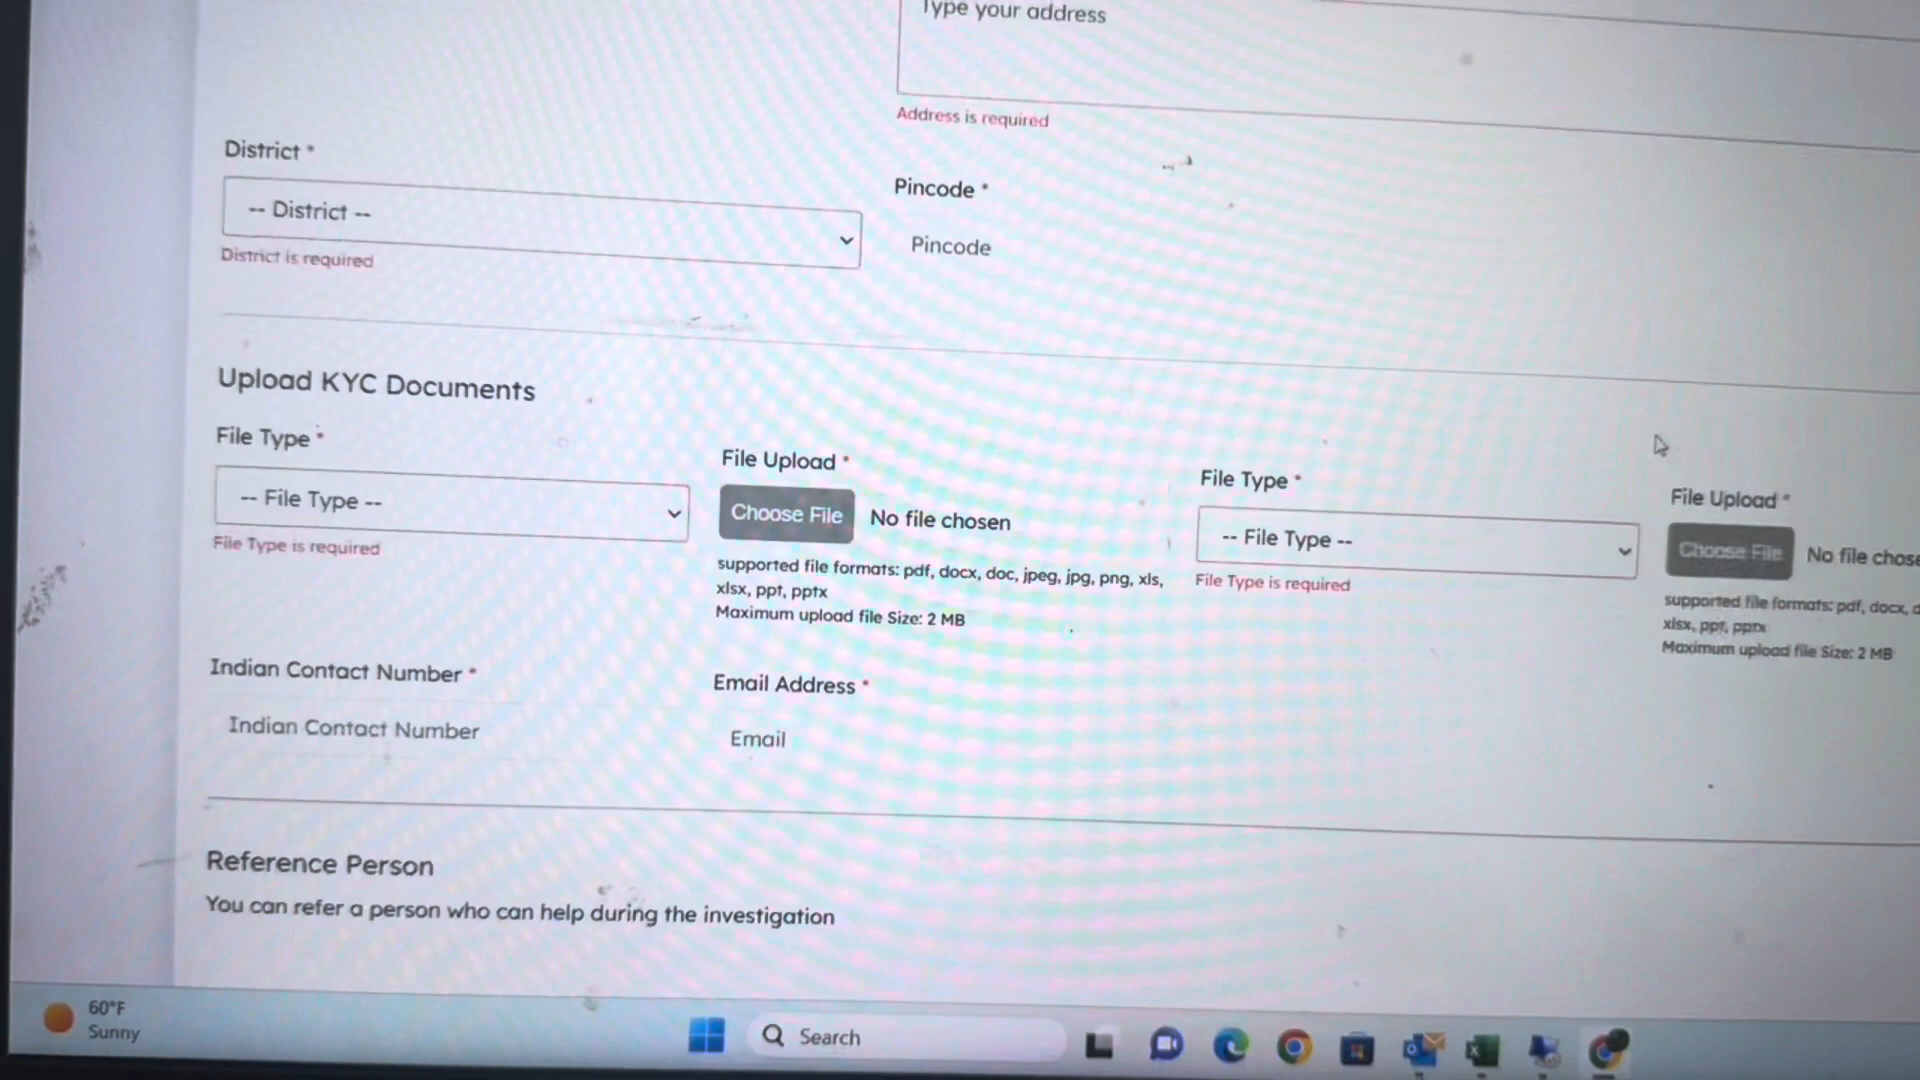 Type your address
Address is required
District *
-- District --
District is required
Pincode *
Pincode
Upload KYC Documents
File Type *
-- File Type --
File Type is required
File Upload *
Choose File No file chosen
supported file formats: pdf, docx, doc, jpeg, jpg, png, xls,
xlsx, ppt, pptx
Maximum upload file Size: 2 MB
File Type *
-- File Type --
File Type is required
File Upload *
Choose File No file chose
supported file formats: pdf, docx, d
xlsx, ppt, pptx
Maximum upload file Size: 2 MB
Indian Contact Number *
Indian Contact Number
Email Address *
Email
Reference Person
You can refer a person who can help during the investigation
60°F
Sunny
Search